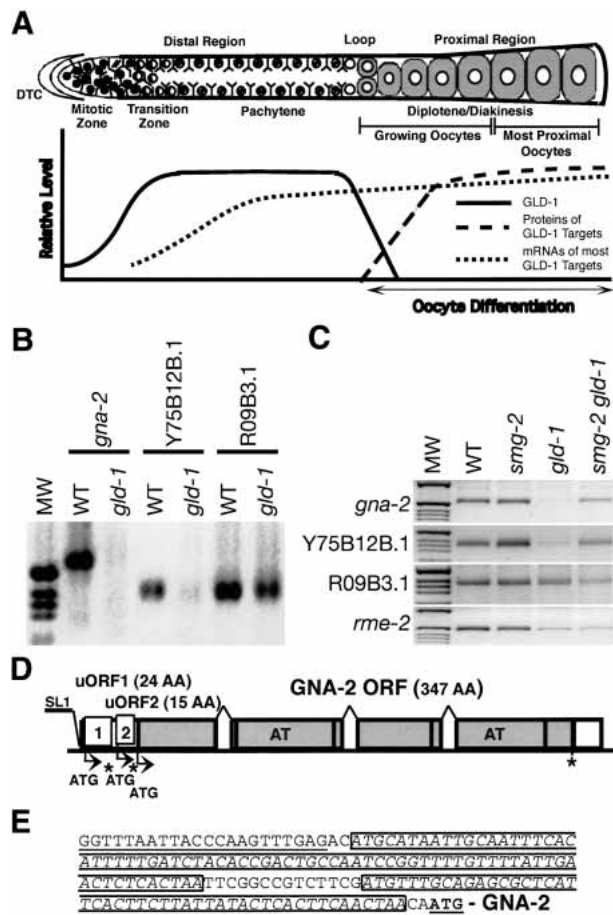 A
Distal Region Loop Proximal Region
DTC
Mitotic Zone
Transition Zone
Pachytene
Diplotene/Diakinesis
Growing Oocytes
Most Proximal Oocytes
Relative Level
GLD-1
Proteins of GLD-1 Targets
mRNAs of most GLD-1 Targets
Oocyte Differentiation
B
gna-2
Y75B12B.1
R09B3.1
MW
WT
gld-1
WT
gld-1
WT
gld-1
C
MW
WT
smg-2
gld-1
smg-2 gld-1
gna-2
Y75B12B.1
R09B3.1
rme-2
D
uORF1 (24 AA)
SL1
uORF2 (15 AA)
GNA-2 ORF (347 AA)
1 2 AT AT
ATG * ATG * ATG *
E
GGTTTAATTACCCAAGTTTGAGACATGCATAATTGCAATTTCAC
ATTTTTGATCTACACCGACTGCCAATCCGGTTTTGTTTTATTGA
ACTCTCACTAATTCGGCCGTCTTCGATGTTTGCAGAGCGCTCAT
TCACTTCTTATTATACTCACTTCAACTAACAATG - GNA-2